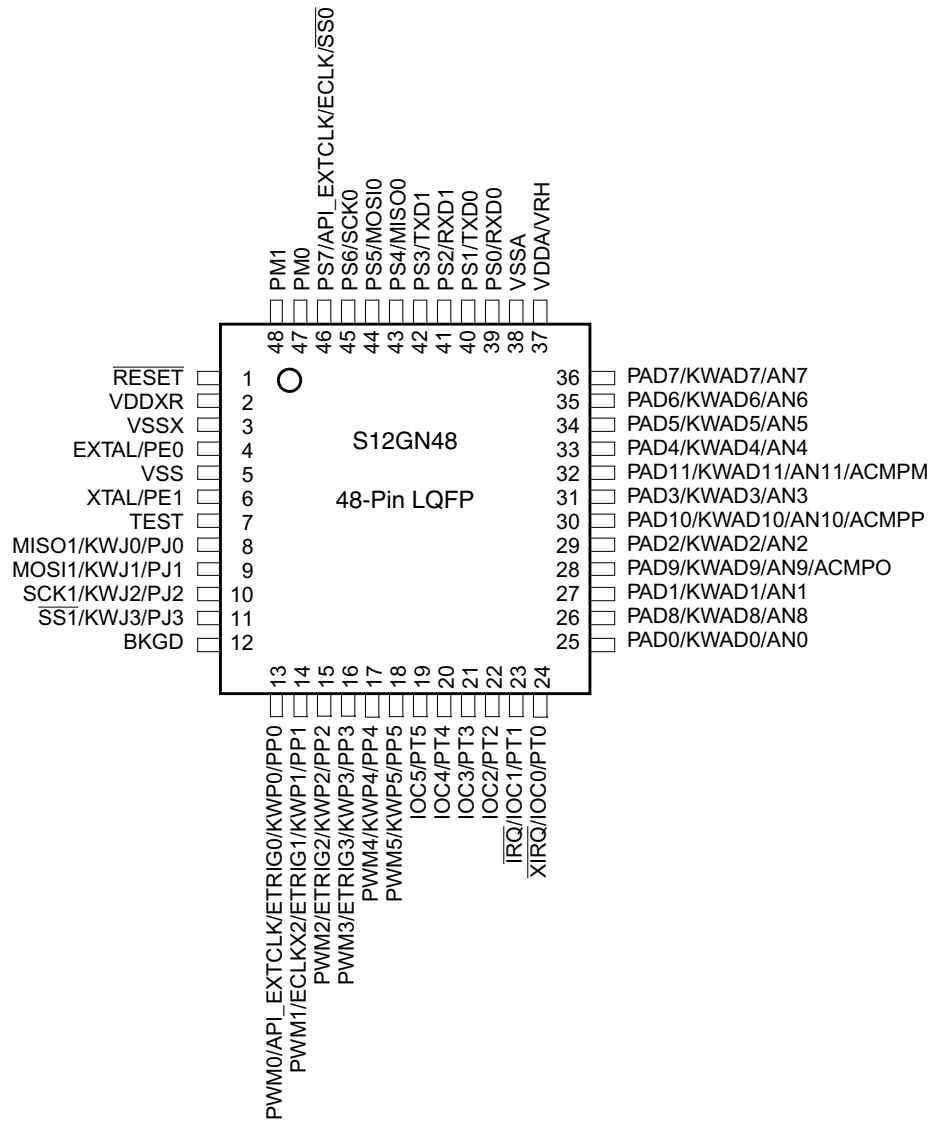 PM1
PM0
PS7/API_EXTCLK/ECLK/SS0
PS6/SCK0
PS5/MOSI0
PS4/MISO0
PS3/TXD1
PS2/RXD1
PS1/TXD0
PS0/RXD0
VSSA
VDDA/VRH
48
47
46
45
44
43
42
41
40
39
38
37
RESET 1
VDDXR 2
VSSX 3
EXTAL/PE0 4
VSS 5
XTAL/PE1 6
TEST 7
MISO1/KWJ0/PJ0 8
MOSI1/KWJ1/PJ1 9
SCK1/KWJ2/PJ2 10
SS1/KWJ3/PJ3 11
BKGD 12
S12GN48
48-Pin LQFP
36 PAD7/KWAD7/AN7
35 PAD6/KWAD6/AN6
34 PAD5/KWAD5/AN5
33 PAD4/KWAD4/AN4
32 PAD11/KWAD11/AN11/ACMPM
31 PAD3/KWAD3/AN3
30 PAD10/KWAD10/AN10/ACMPP
29 PAD2/KWAD2/AN2
28 PAD9/KWAD9/AN9/ACMPO
27 PAD1/KWAD1/AN1
26 PAD8/KWAD8/AN8
25 PAD0/KWAD0/AN0
13
14
15
16
17
18
19
20
21
22
23
24
PWM0/API_EXTCLK/ETRIG0/KWP0/PP0
PWM1/ECLKX2/ETRIG1/KWP1/PP1
PWM2/ETRIG2/KWP2/PP2
PWM3/ETRIG3/KWP3/PP3
PWM4/KWP4/PP4
PWM5/KWP5/PP5
IOC5/PT5
IOC4/PT4
IOC3/PT3
IOC2/PT2
IRQ/IOC1/PT1
XIRQ/IOC0/PT0